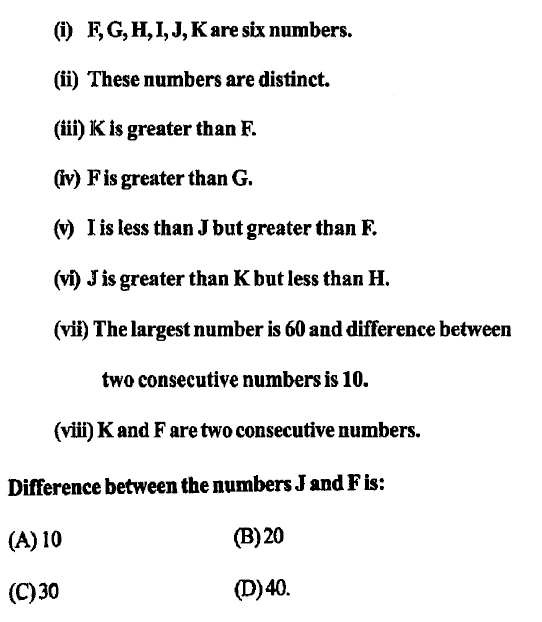 (i) F, G, H, I, J, K are six numbers.
(ii) These numbers are distinct.
(iii) K is greater than F.
(iv) F is greater than G.
(v) I is less than J but greater than F.
(vi) J is greater than K but less than H.
(vii) The largest number is 60 and difference between
two consecutive numbers is 10.
(viii) K and F are two consecutive numbers.
Difference between the numbers J and F is:
(A) 10 (B) 20
(C) 30 (D) 40.